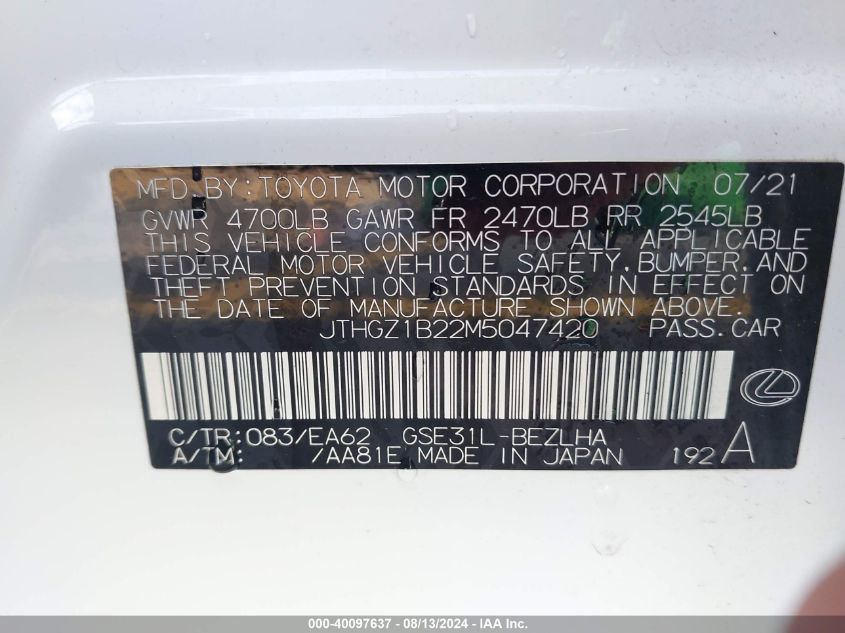 MFD. BY: TOYOTA MOTOR CORPORATION 07/21
GVWR 4700LB GAWR FR 2470LB RR 2545LB
THIS VEHICLE CONFORMS TO ALL APPLICABLE
FEDERAL MOTOR VEHICLE SAFETY, BUMPER, AND
THEFT PREVENTION STANDARDS IN EFFECT ON
THE DATE OF MANUFACTURE SHOWN ABOVE.
JTHGZ1B22M5047420 PASS. CAR
C/TR: 083/EA62 GSE31L-BEZLHA
A/TM: /AA81E MADE IN JAPAN 192 A
000-40097637 - 08/13/2024 - IAA Inc.